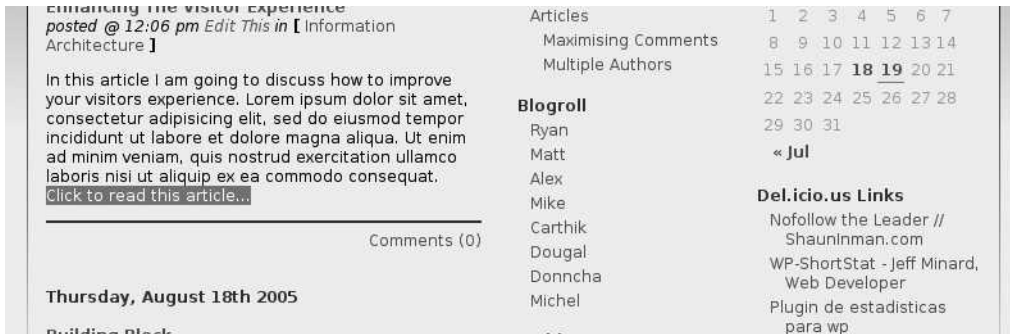 Enhancing The Visitor Experience
posted @ 12:06 pm Edit This in [ Information
Architecture ]
In this article I am going to discuss how to improve
your visitors experience. Lorem ipsum dolor sit amet,
consectetur adipisicing elit, sed do eiusmod tempor
incididunt ut labore et dolore magna aliqua. Ut enim
ad minim veniam, quis nostrud exercitation ullamco
laboris nisi ut aliquip ex ea commodo consequat.
Click to read this article...
Comments (0)
Thursday, August 18th 2005
Building Block
Articles
Maximising Comments
Multiple Authors
Blogroll
Ryan
Matt
Alex
Mike
Carthik
Dougal
Donncha
Michel
1 2 3 4 5 6 7
8 9 10 11 12 13 14
15 16 17 18 19 20 21
22 23 24 25 26 27 28
29 30 31
« Jul
Del.icio.us Links
Nofollow the Leader //
ShaunInman.com
WP-ShortStat - Jeff Minard,
Web Developer
Plugin de estadisticas
para wp